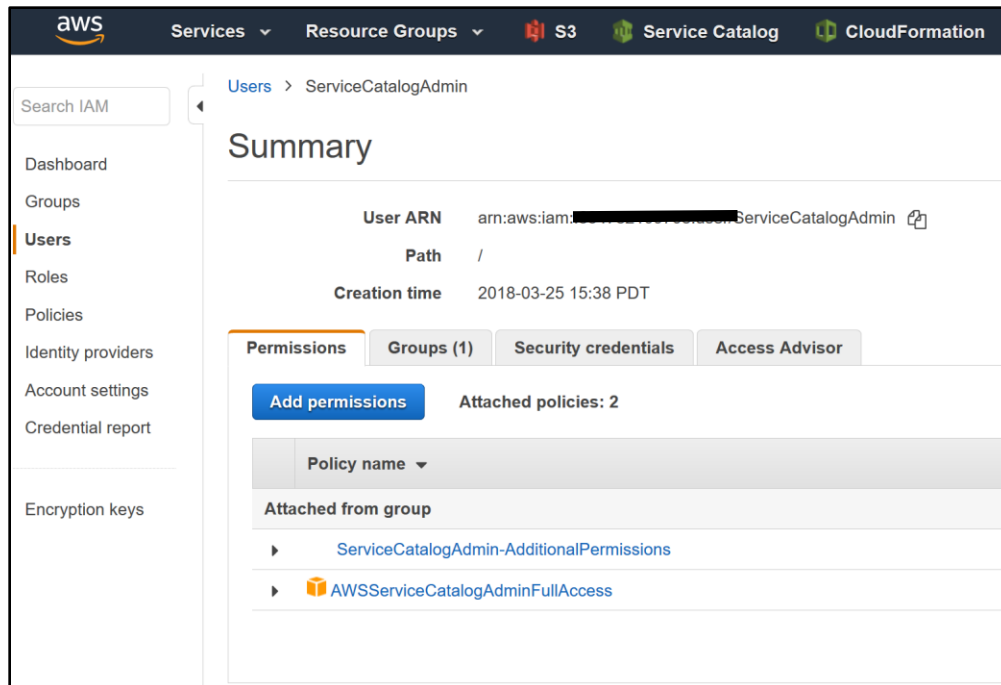 aws Services Resource Groups S3 Service Catalog CloudFormation
Search IAM
Dashboard
Groups
Users
Roles
Policies
Identity providers
Account settings
Credential report
Encryption keys
Users > ServiceCatalogAdmin
Summary
User ARN arn:aws:iam: ServiceCatalogAdmin
Path /
Creation time 2018-03-25 15:38 PDT
Permissions Groups (1) Security credentials Access Advisor
Add permissions Attached policies: 2
Policy name
Attached from group
ServiceCatalogAdmin-AdditionalPermissions
AWSServiceCatalogAdminFullAccess